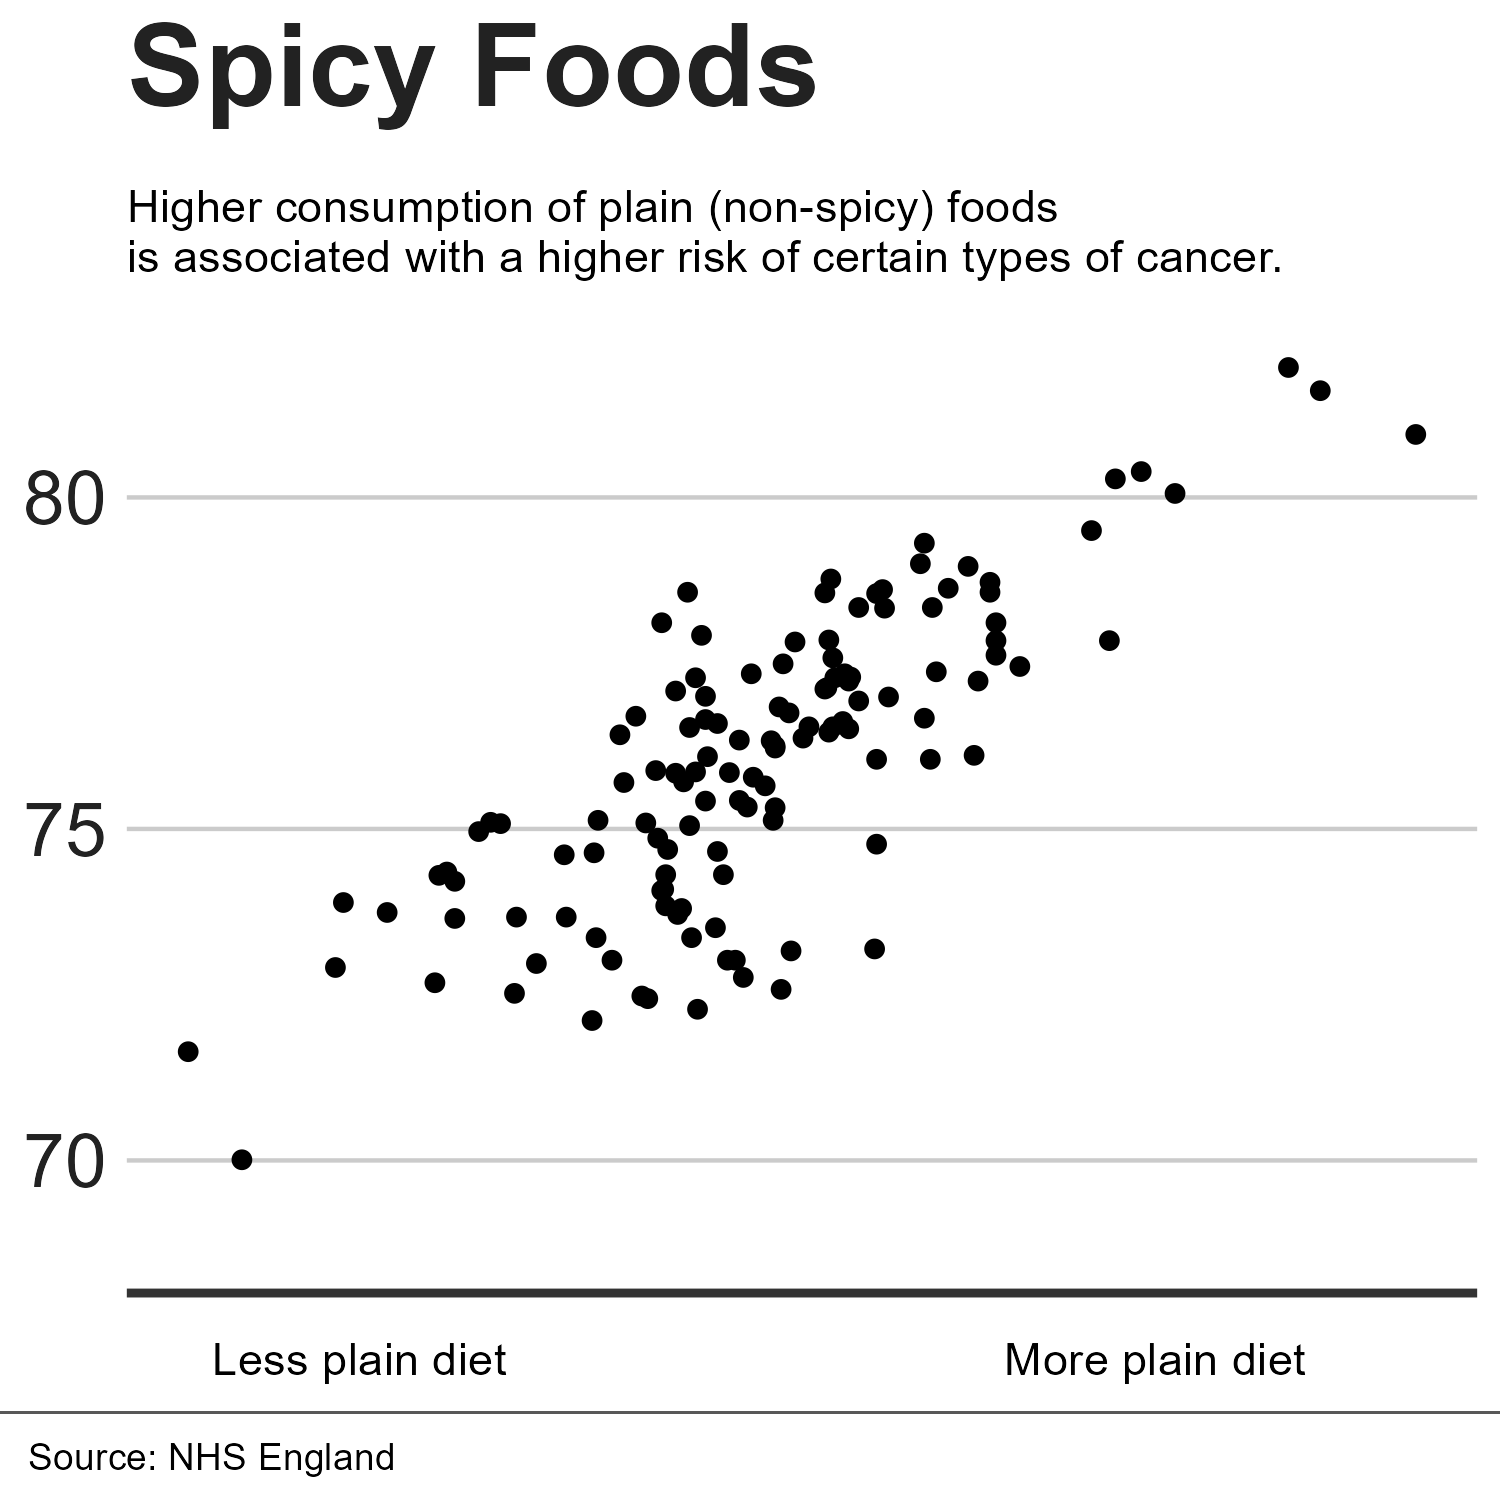 Spicy Foods
Higher consumption of plain (non-spicy) foods
is associated with a higher risk of certain types of cancer.
80
75
70
Less plain diet
More plain diet
Source: NHS England